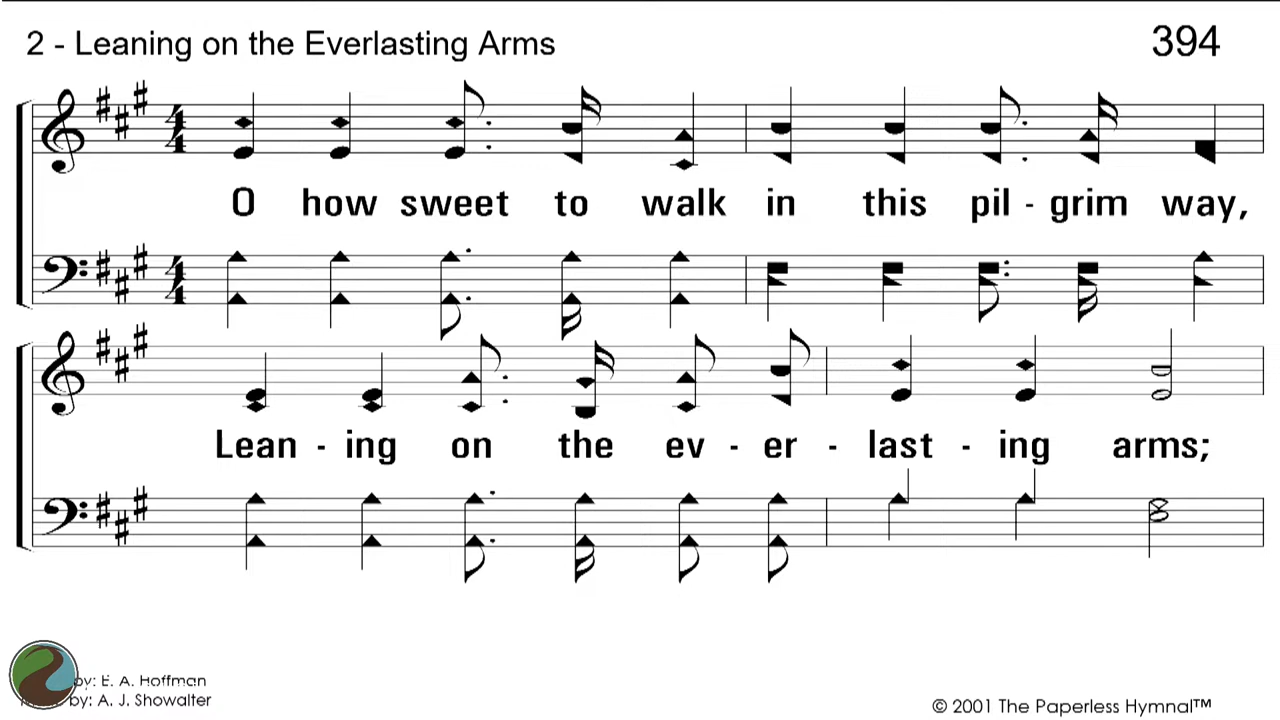 2 - Leaning on the Everlasting Arms
394
O how sweet to walk in this pil - grim way,
Lean - ing on the ev - er - last - ing arms;
by: E. A. Hoffman
by: A. J. Showalter
© 2001 The Paperless Hymnal™